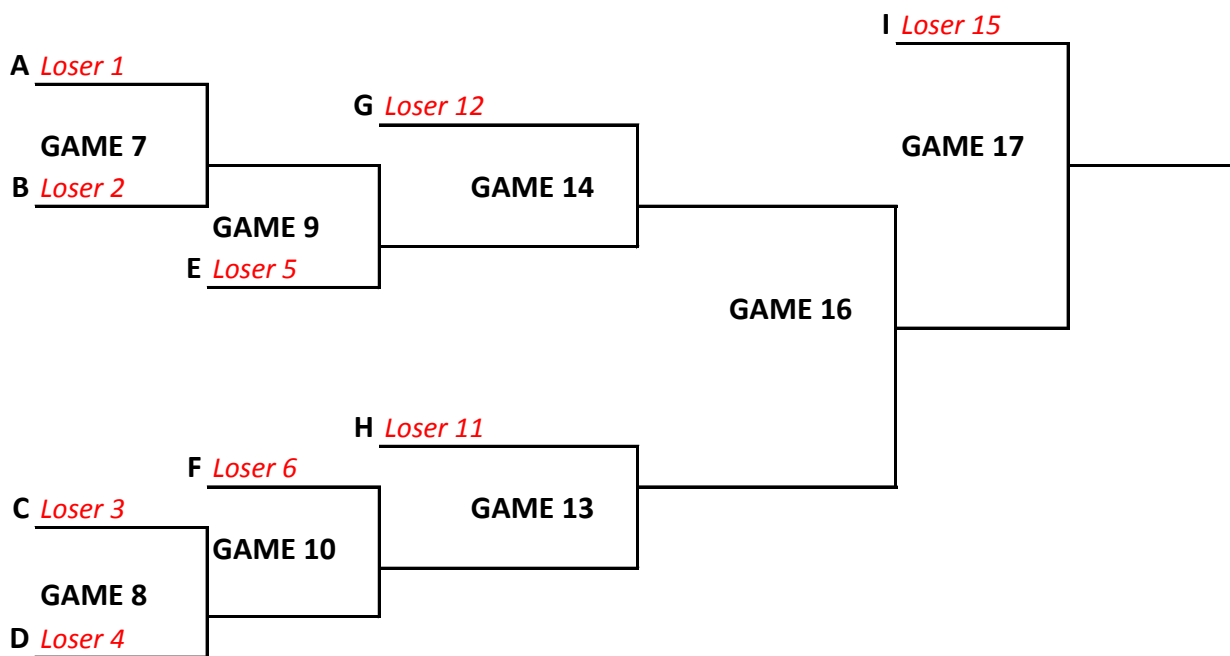 I Loser 15
A Loser 1
G Loser 12
GAME 7
GAME 17
B Loser 2
GAME 14
GAME 9
E Loser 5
GAME 16
H Loser 11
F Loser 6
C Loser 3
GAME 13
GAME 10
GAME 8
D Loser 4